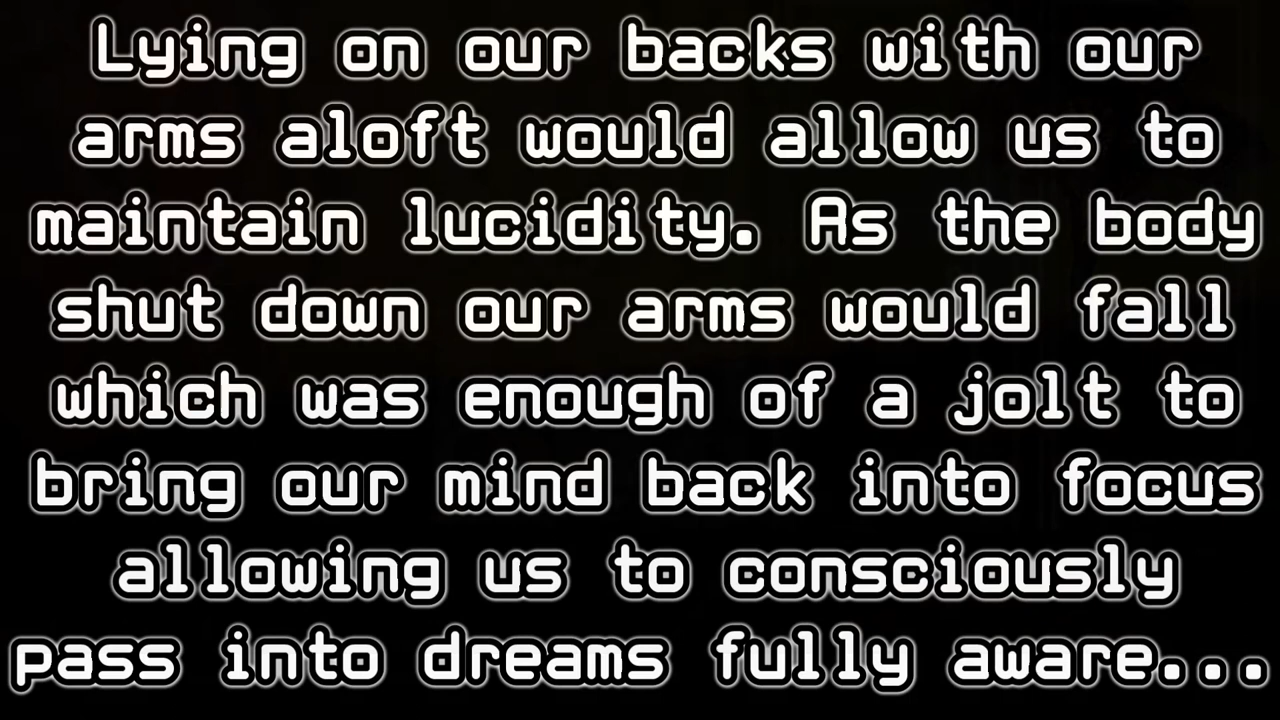 Lying on our backs with our
arms aloft would allow us to
maintain lucidity. As the body
shut down our arms would fall
which was enough of a jolt to
bring our mind back into focus
allowing us to consciously
pass into dreams fully aware...